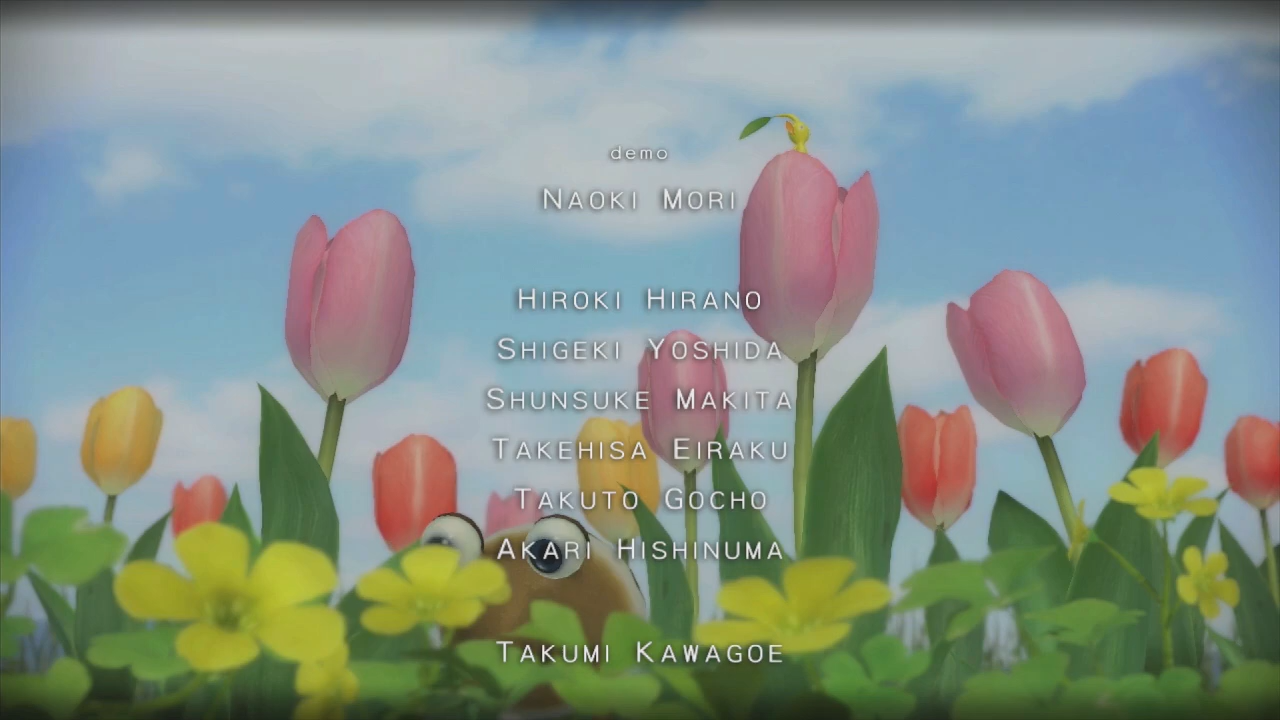 demo
NAOKI MORI
HIROKI HIRANO
SHIGEKI YOSHIDA
SHUNSUKE MAKITA
TAKEHISA EIRAKU
TAKUTO GOCHO
AKARI HISHINUMA
TAKUMI KAWAGOE